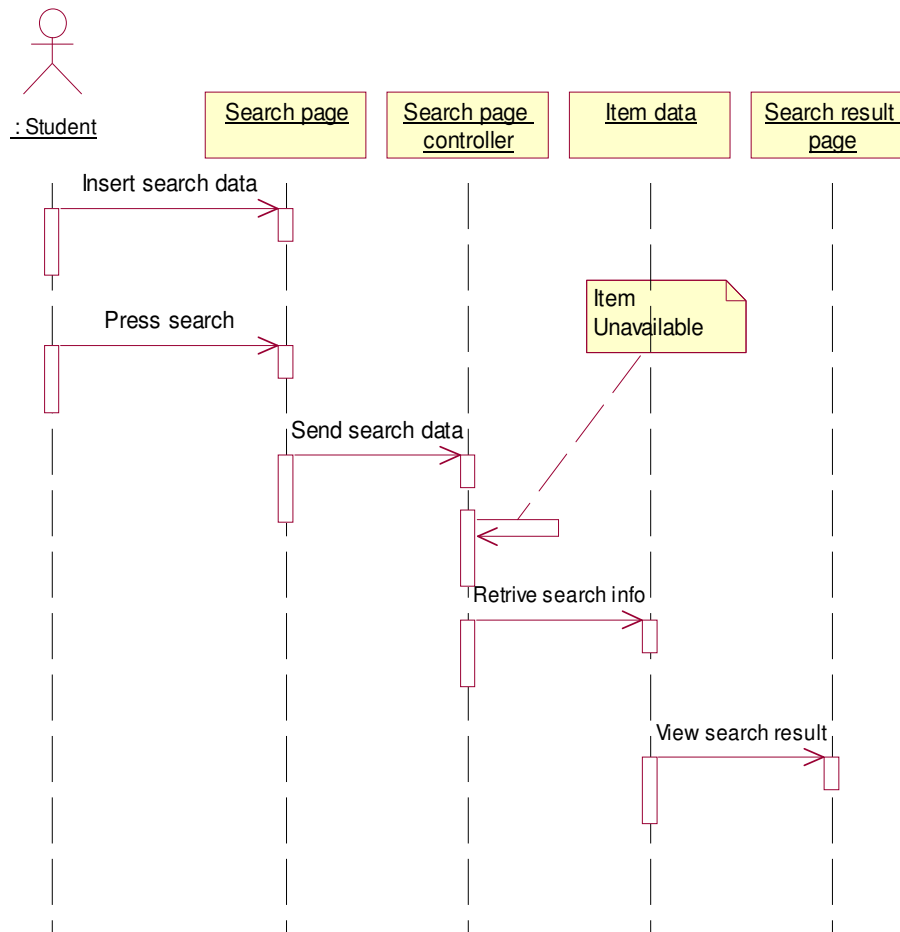 : Student
Search page
Search page
controller
Item data
Search result
page
Insert search data
Item
Unavailable
Press search
Send search data
Retrive search info
View search result